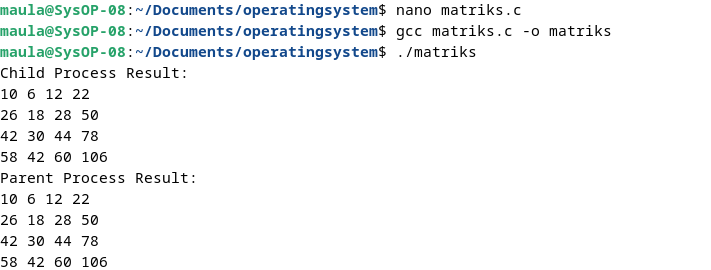 maula@SysOP-08:~/Documents/operatingsystem$ nano matriks.c
maula@SysOP-08:~/Documents/operatingsystem$ gcc matriks.c -o matriks
maula@SysOP-08:~/Documents/operatingsystem$ ./matriks
Child Process Result:
10 6 12 22
26 18 28 50
42 30 44 78
58 42 60 106
Parent Process Result:
10 6 12 22
26 18 28 50
42 30 44 78
58 42 60 106